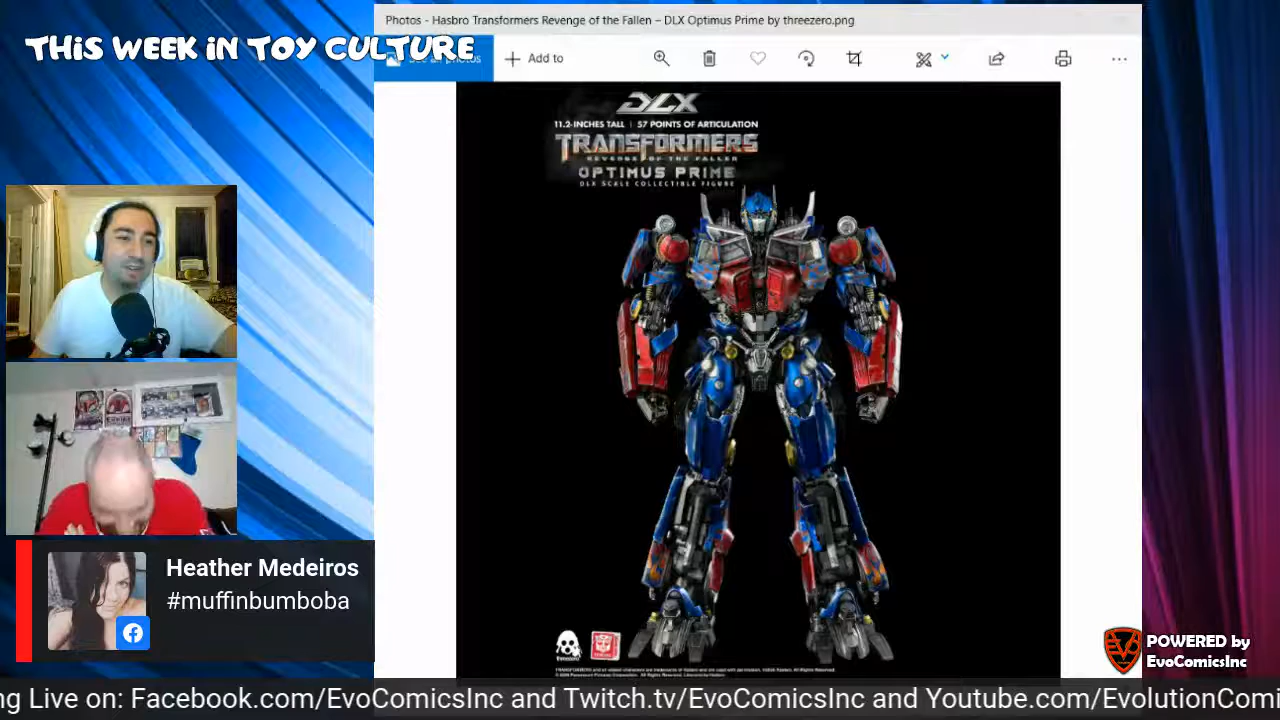 Photos - Hasbro Transformers Revenge of the Fallen – DLX Optimus Prime by threezero.png
THiS WEEK iN TOY CULTURE
See all photos
Add to
DLX
11.2-INCHES TALL | 57 POINTS OF ARTICULATION
TRANSFORMERS
REVENGE OF THE FALLEN
OPTIMUS PRIME
DLX SCALE COLLECTIBLE FIGURE
Heather Medeiros
#muffinbumboba
POWERED by
EvoComicsInc
ng Live on: Facebook.com/EvoComicsInc and Twitch.tv/EvoComicsInc and Youtube.com/EvolutionComi